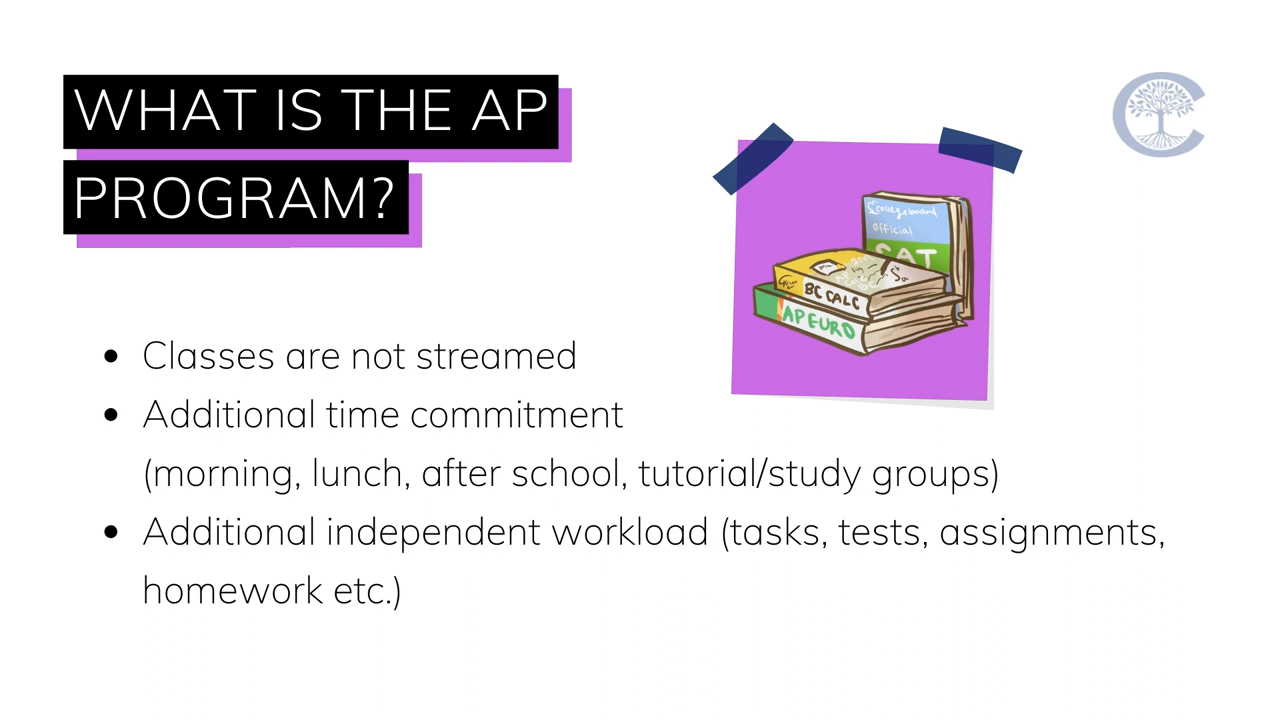 WHAT IS THE AP
PROGRAM?
Collegeboard
official
SAT
BC CALC
AP EURO
• Classes are not streamed
• Additional time commitment
(morning, lunch, after school, tutorial/study groups)
• Additional independent workload (tasks, tests, assignments,
homework etc.)